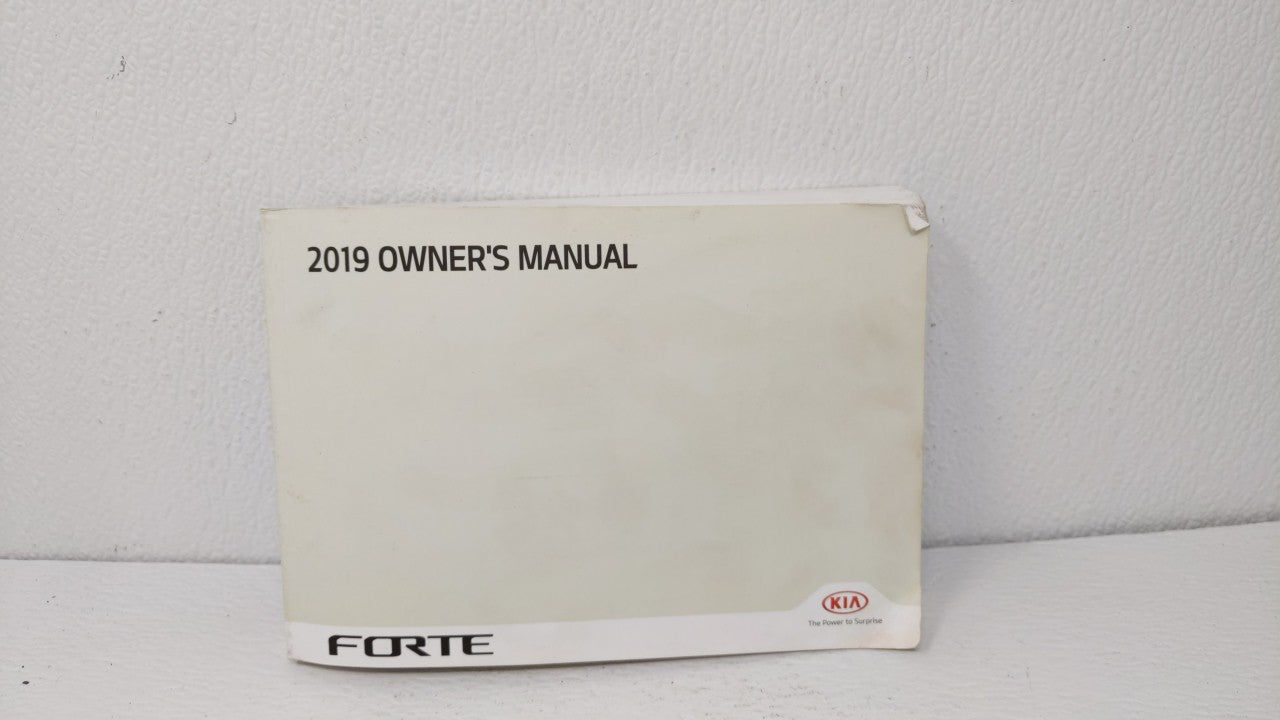 2019 OWNER'S MANUAL
KIA
The Power to Surprise
FORTE